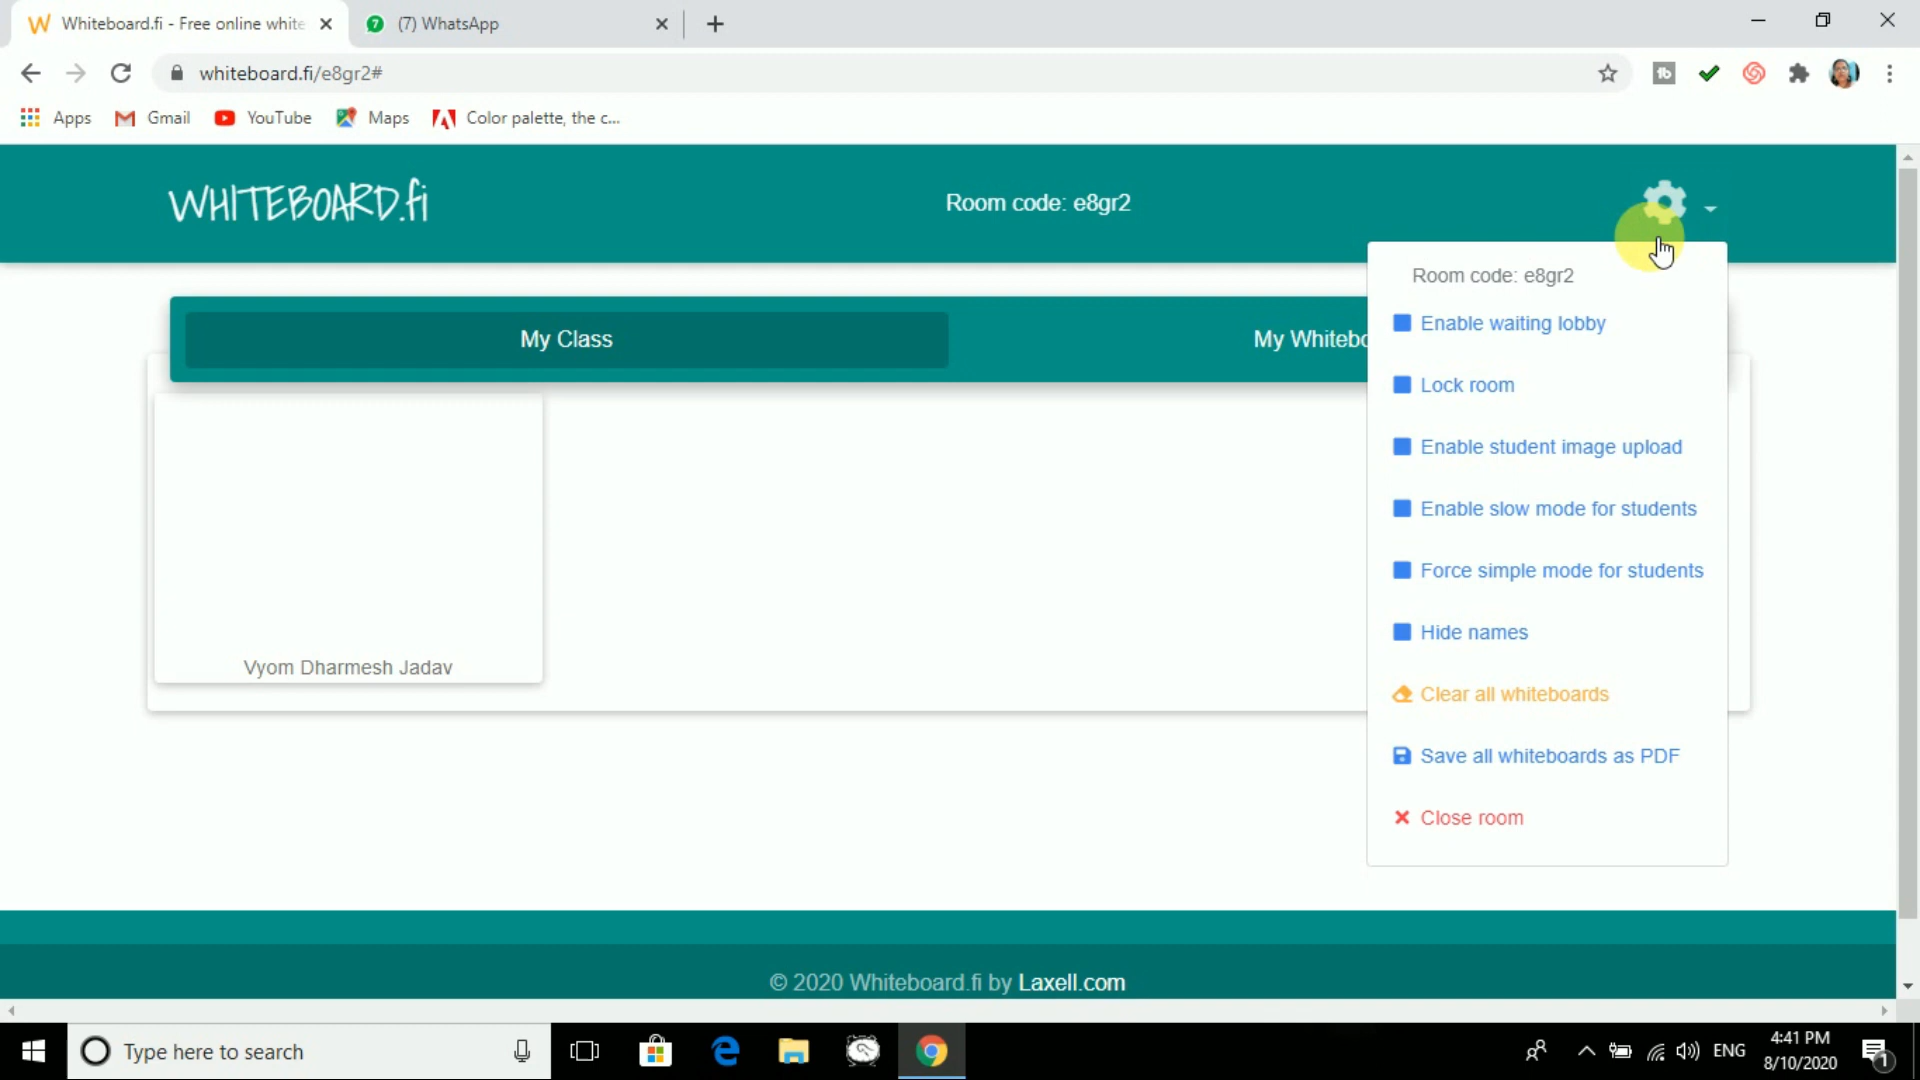 Whiteboard.fi - Free online white
(7) WhatsApp
whiteboard.fi/e8gr2#
Apps
Gmail
YouTube
Maps
Color palette, the c...
WHITEBOARD.fi
Room code: e8gr2
Room code: e8gr2
Enable waiting lobby
My Class
My Whitebo
Lock room
Enable student image upload
Enable slow mode for students
Force simple mode for students
Hide names
Vyom Dharmesh Jadav
Clear all whiteboards
Save all whiteboards as PDF
Close room
© 2020 Whiteboard.fi by Laxell.com
Type here to search
ENG
4:41 PM
8/10/2020
1